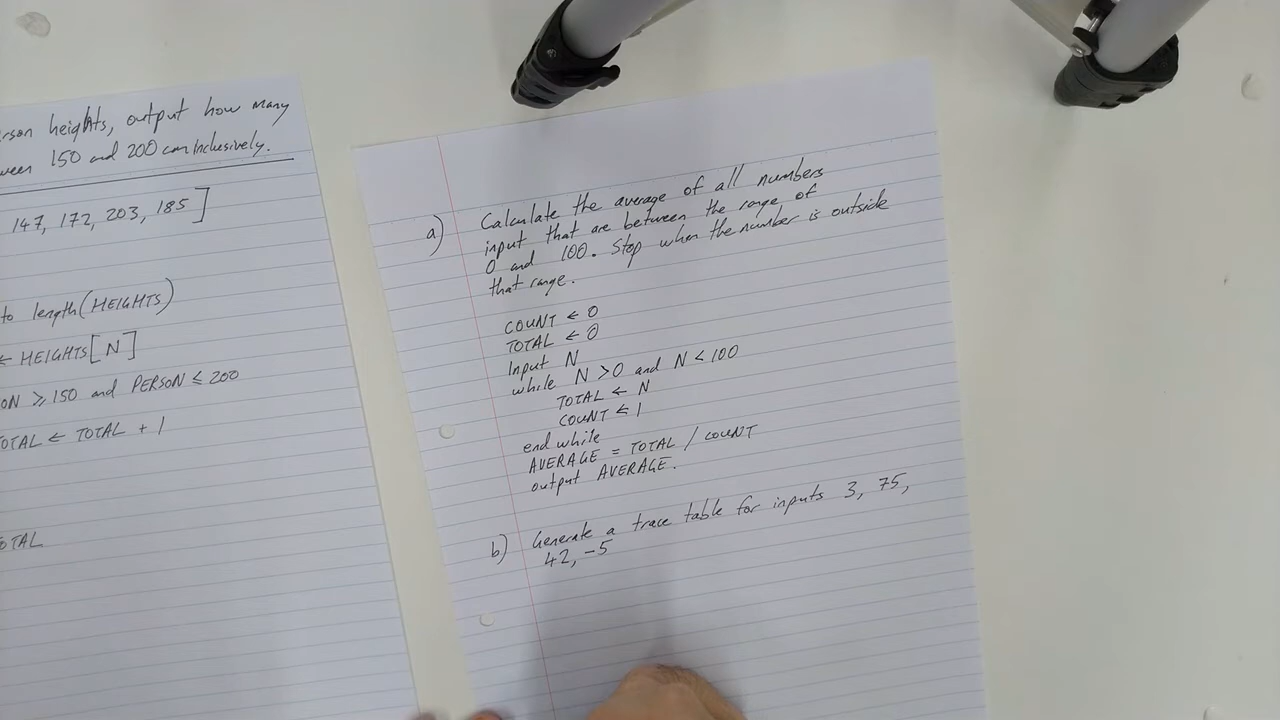 rson heights, output how many
ween 150 and 200 cm inclusively.
147, 172, 203, 185]
to length(HEIGHTS)
← HEIGHTS[N]
ON ⩾ 150 and PERSON ⩽ 200
OTAL ← TOTAL + 1
OTAL
a) Calculate the average of all numbers
input that are between the range of
0 and 100. Stop when the number is outside
that range.
COUNT ← 0
TOTAL ← 0
Input N
while N > 0 and N < 100
TOTAL ← N
COUNT ← 1
end while
AVERAGE = TOTAL / COUNT
output AVERAGE.
b) Generate a trace table for inputs 3, 75,
42, -5